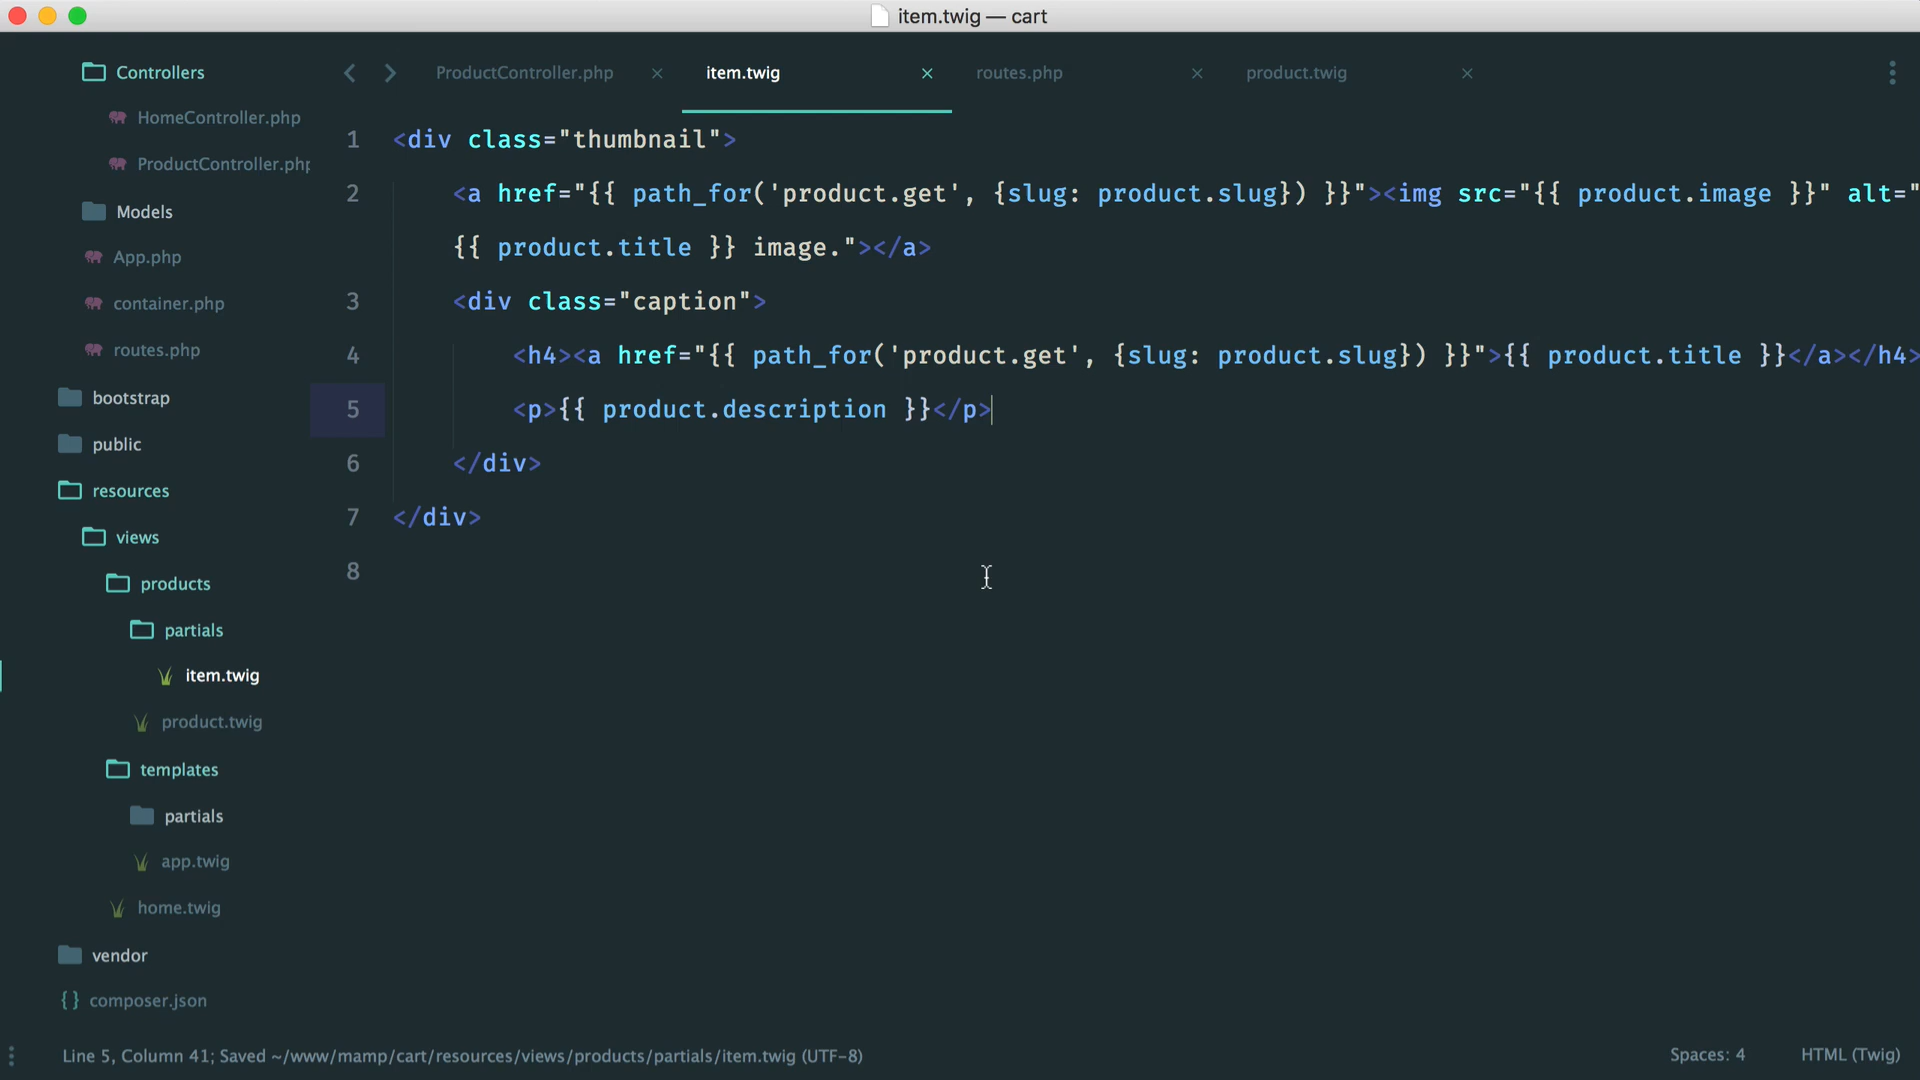 item.twig — cart
Controllers
HomeController.php
ProductController.php
Models
App.php
container.php
routes.php
bootstrap
public
resources
views
products
partials
item.twig
product.twig
templates
partials
app.twig
home.twig
vendor
{} composer.json
ProductController.php × item.twig × routes.php × product.twig ×
1 <div class="thumbnail">
2 <a href="{{ path_for('product.get', {slug: product.slug}) }}"><img src="{{ product.image }}" alt="
{{ product.title }} image."></a>
3 <div class="caption">
4 <h4><a href="{{ path_for('product.get', {slug: product.slug}) }}">{{ product.title }}</a></h4>
5 <p>{{ product.description }}</p>
6 </div>
7 </div>
8
Line 5, Column 41; Saved ~/www/mamp/cart/resources/views/products/partials/item.twig (UTF-8)
Spaces: 4 HTML (Twig)